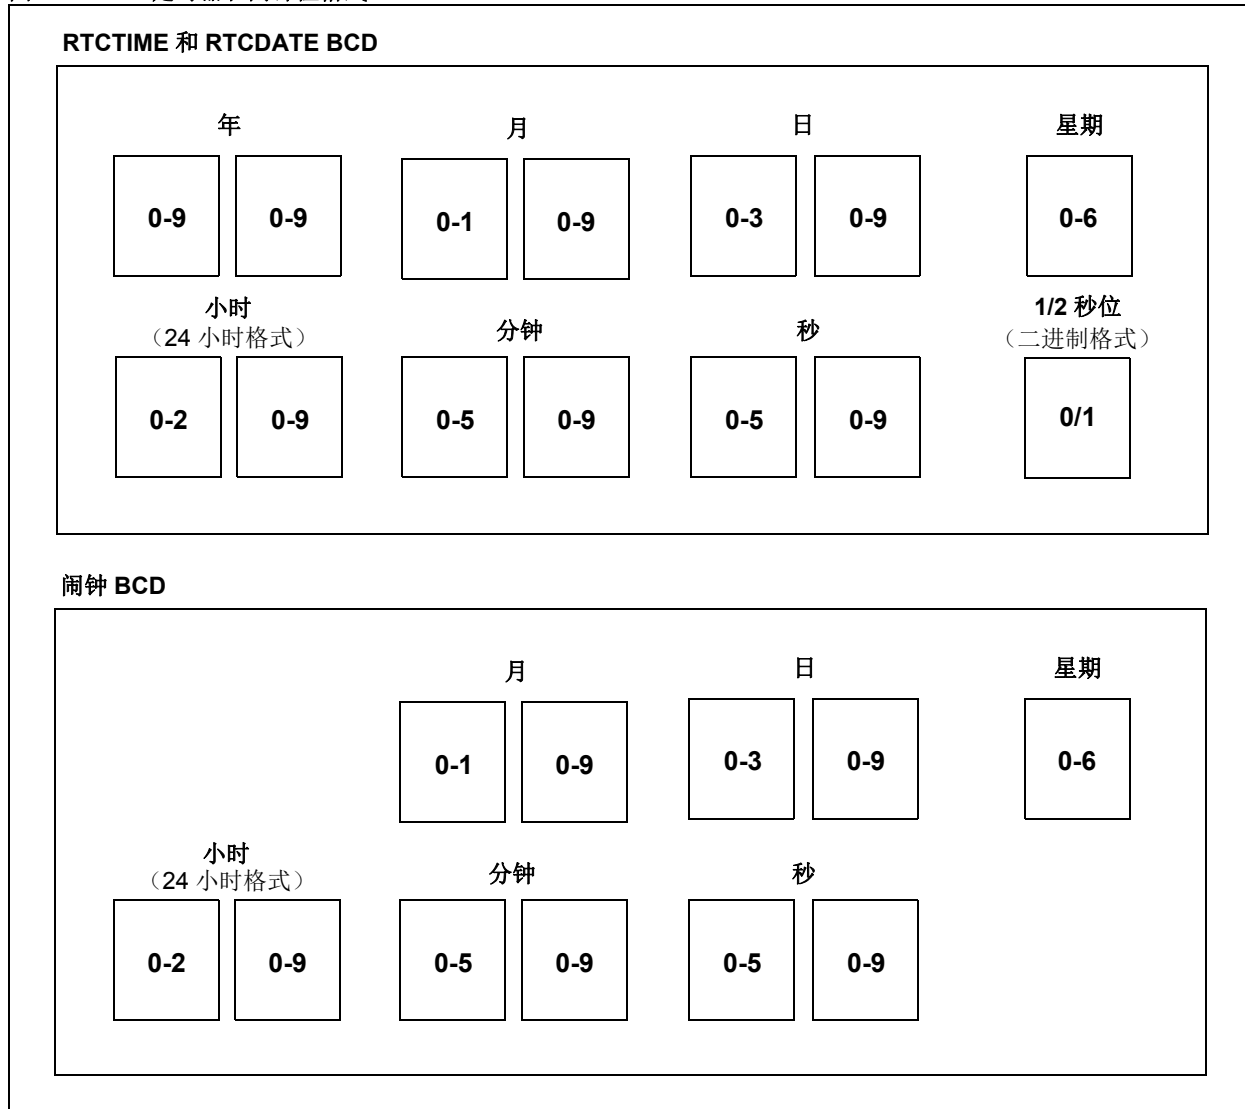 RTCTIME 和 RTCDATE BCD
年 月 日 星期
0-9 0-9 0-1 0-9 0-3 0-9 0-6
小时 分钟 秒 1/2 秒位
（24 小时格式） （二进制格式）
0-2 0-9 0-5 0-9 0-5 0-9 0/1
闹钟 BCD
月 日 星期
0-1 0-9 0-3 0-9 0-6
小时 分钟 秒
（24 小时格式）
0-2 0-9 0-5 0-9 0-5 0-9